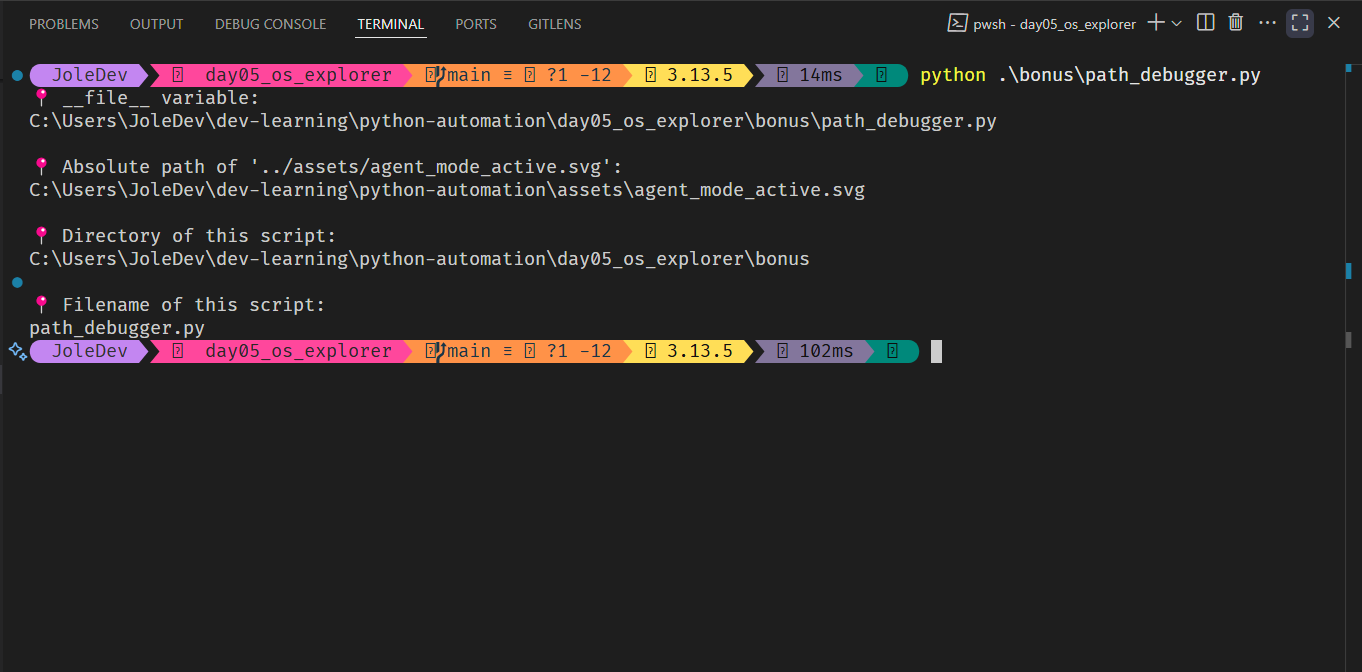 PROBLEMS OUTPUT DEBUG CONSOLE TERMINAL PORTS GITLENS pwsh - day05_os_explorer
JoleDev day05_os_explorer main ≡ ?1 -12 3.13.5 14ms python .\bonus\path_debugger.py
📍 __file__ variable:
C:\Users\JoleDev\dev-learning\python-automation\day05_os_explorer\bonus\path_debugger.py
📍 Absolute path of '../assets/agent_mode_active.svg':
C:\Users\JoleDev\dev-learning\python-automation\assets\agent_mode_active.svg
📍 Directory of this script:
C:\Users\JoleDev\dev-learning\python-automation\day05_os_explorer\bonus
📍 Filename of this script:
path_debugger.py
JoleDev day05_os_explorer main ≡ ?1 -12 3.13.5 102ms